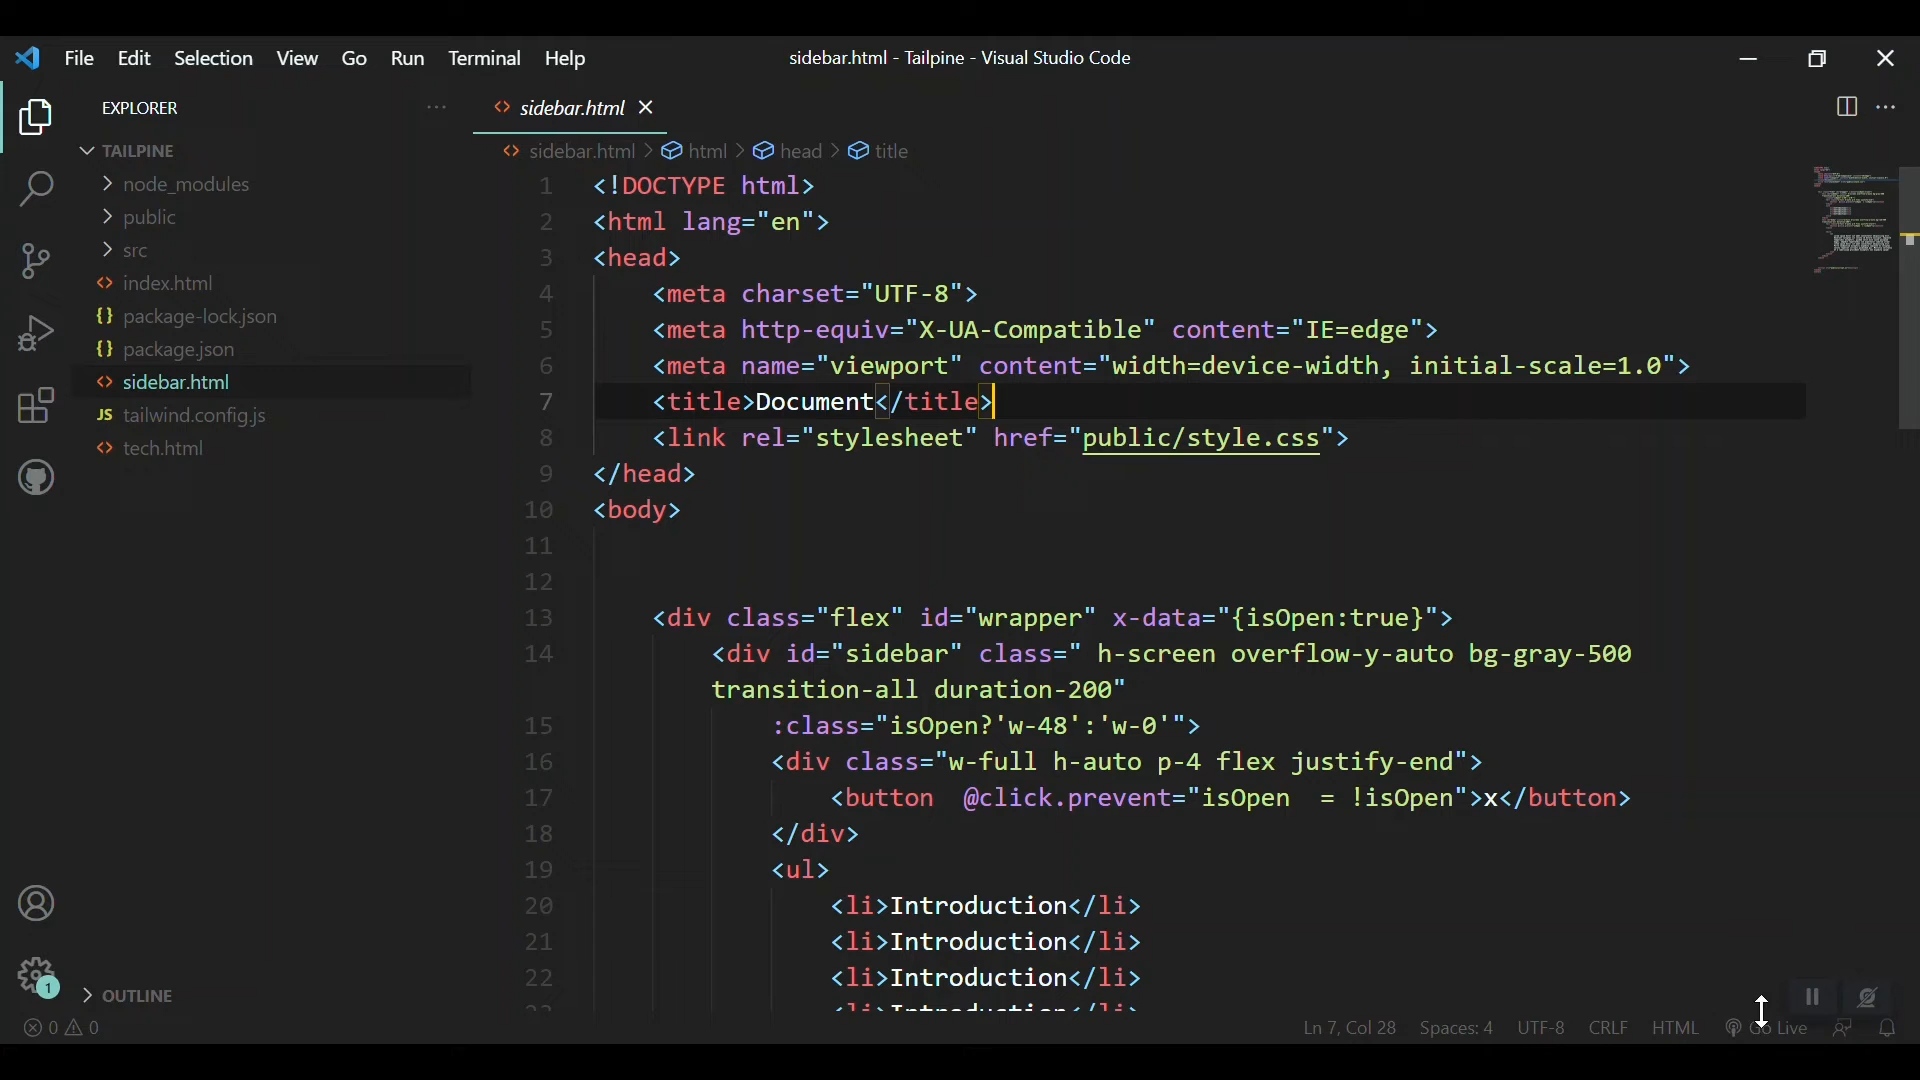 File Edit Selection View Go Run Terminal Help
sidebar.html - Tailpine - Visual Studio Code
EXPLORER
TAILPINE
node_modules
public
src
index.html
{} package-lock.json
{} package.json
sidebar.html
JS tailwind.config.js
tech.html
OUTLINE
sidebar.html
sidebar.html > html > head > title
1 <!DOCTYPE html>
2 <html lang="en">
3 <head>
4 <meta charset="UTF-8">
5 <meta http-equiv="X-UA-Compatible" content="IE=edge">
6 <meta name="viewport" content="width=device-width, initial-scale=1.0">
7 <title>Document</title>
8 <link rel="stylesheet" href="public/style.css">
9 </head>
10 <body>
11
12
13 <div class="flex" id="wrapper" x-data="{isOpen:true}">
14 <div id="sidebar" class=" h-screen overflow-y-auto bg-gray-500
transition-all duration-200"
15 :class="isOpen?'w-48':'w-0'">
16 <div class="w-full h-auto p-4 flex justify-end">
17 <button  @click.prevent="isOpen  = !isOpen">x</button>
18 </div>
19 <ul>
20 <li>Introduction</li>
21 <li>Introduction</li>
22 <li>Introduction</li>
1
0 0
Ln 7, Col 28 Spaces: 4 UTF-8 CRLF HTML Go Live